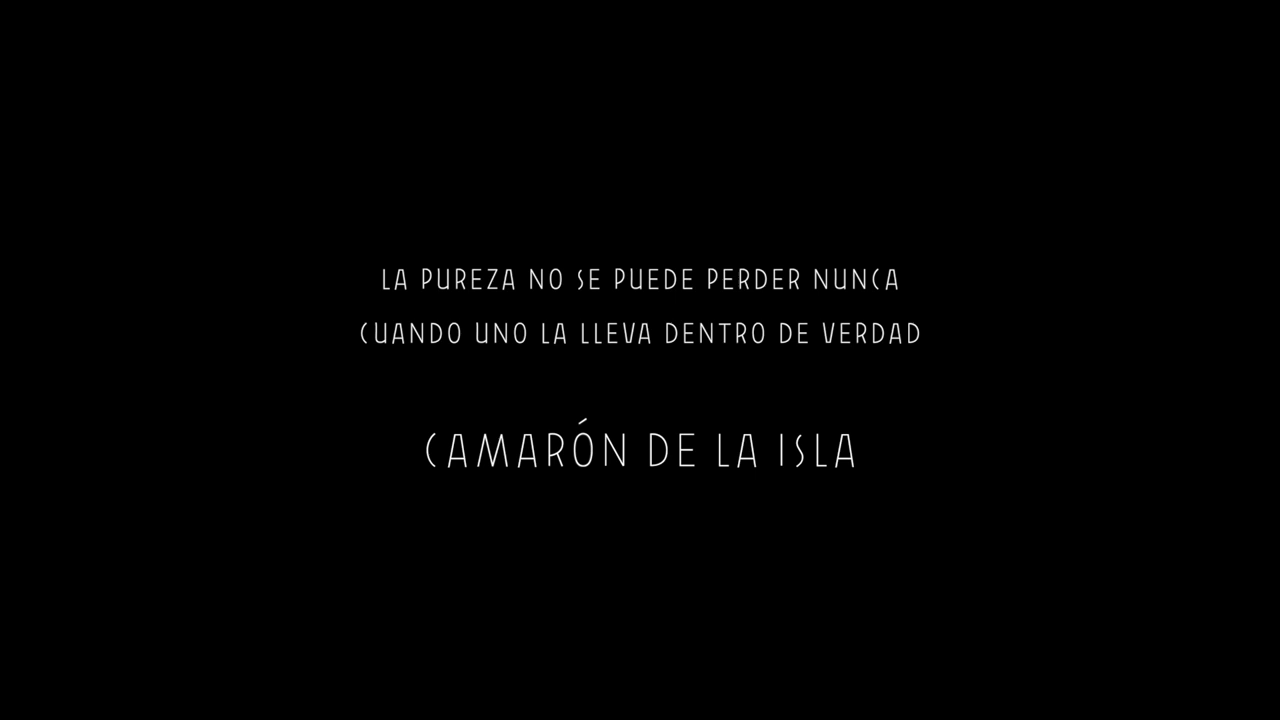 LA PUREZA NO SE PUEDE PERDER NUNCA
CUANDO UNO LA LLEVA DENTRO DE VERDAD
CAMARÓN DE LA ISLA